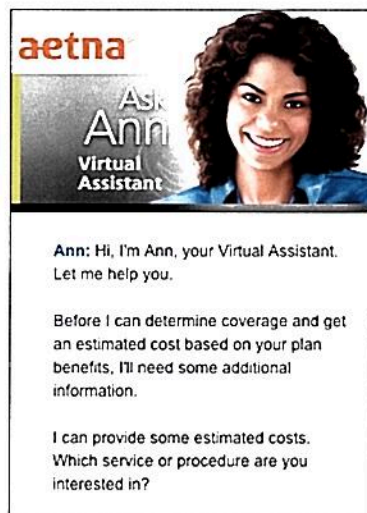 aetna
Ask
Ann
Virtual
Assistant
Ann: Hi, I'm Ann, your Virtual Assistant.
Let me help you.
Before I can determine coverage and get
an estimated cost based on your plan
benefits, I'll need some additional
information.
I can provide some estimated costs.
Which service or procedure are you
interested in?